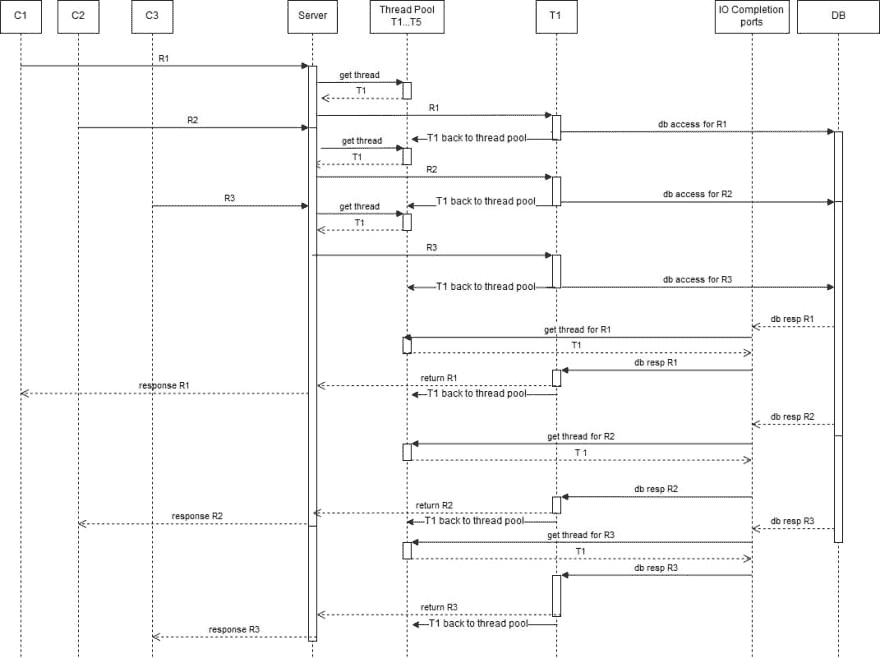 C1
C2
C3
Server
Thread Pool
T1...T5
T1
IO Completion
ports
DB
R1
get thread
T1
R1
R2
db access for R1
T1 back to thread pool
get thread
T1
R2
R3
db access for R2
T1 back to thread pool
get thread
T1
R3
db access for R3
T1 back to thread pool
db resp R1
get thread for R1
T1
db resp R1
return R1
response R1
T1 back to thread pool
db resp R2
get thread for R2
T 1
db resp R2
return R2
response R2
T1 back to thread pool
db resp R3
get thread for R3
T1
db resp R3
return R3
T1 back to thread pool
response R3